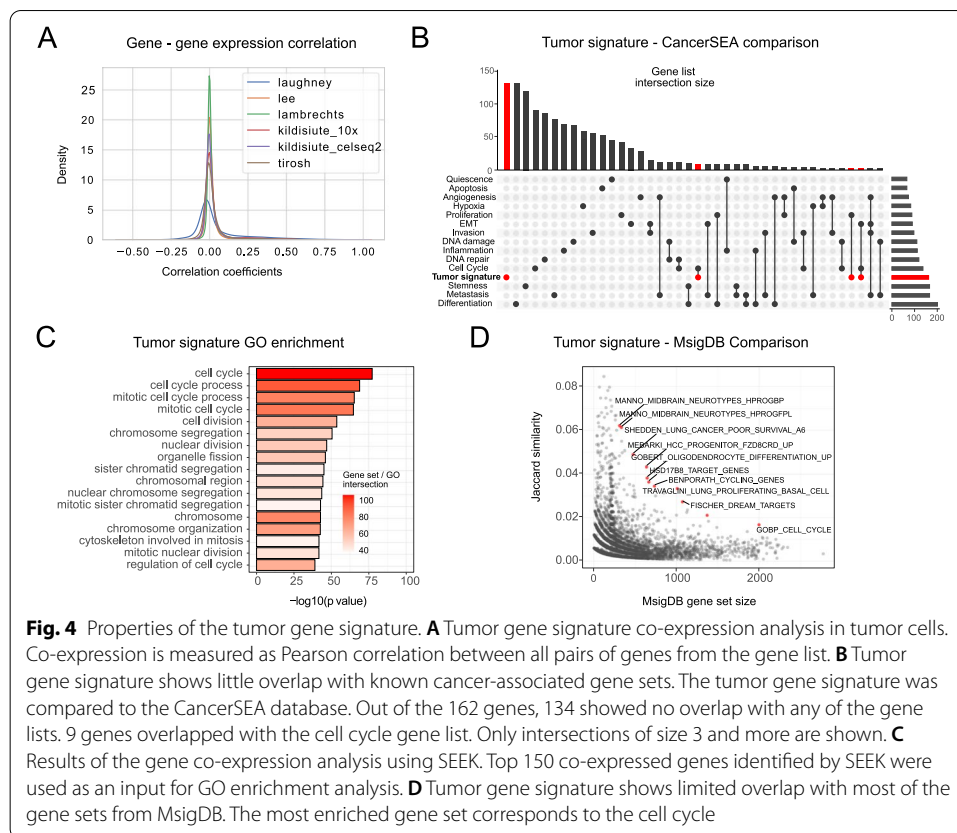 A
Gene - gene expression correlation
25
20
15
10
5
0
Density
laughney
lee
lambrechts
kildisiute_10x
kildisiute_celseq2
tirosh
−0.50 −0.25 0.00 0.25 0.50 0.75 1.00
Correlation coefficients
B
Tumor signature - CancerSEA comparison
Gene list
intersection size
150
100
50
0
Quiescence
Apoptosis
Angiogenesis
Hypoxia
Proliferation
EMT
Invasion
DNA damage
Inflammation
DNA repair
Cell Cycle
Tumor signature
Stemness
Metastasis
Differentiation
0 100 200
C
Tumor signature GO enrichment
cell cycle
cell cycle process
mitotic cell cycle process
mitotic cell cycle
cell division
chromosome segregation
nuclear division
organelle fission
sister chromatid segregation
chromosomal region
nuclear chromosome segregation
mitotic sister chromatid segregation
chromosome
chromosome organization
cytoskeleton involved in mitosis
mitotic nuclear division
regulation of cell cycle
Gene set / GO
intersection
100
80
60
40
0 25 50 75 100
−log10(p value)
D
Tumor signature - MsigDB Comparison
0.08
0.06
0.04
0.02
0.00
Jaccard similarity
MANNO_MIDBRAIN_NEUROTYPES_HPROGBP
MANNO_MIDBRAIN_NEUROTYPES_HPROGFPL
SHEDDEN_LUNG_CANCER_POOR_SURVIVAL_A6
MEBARKI_HCC_PROGENITOR_FZD8CRD_UP
GOBERT_OLIGODENDROCYTE_DIFFERENTIATION_UP
HSD17B8_TARGET_GENES
BENPORATH_CYCLING_GENES
TRAVAGLINI_LUNG_PROLIFERATING_BASAL_CELL
FISCHER_DREAM_TARGETS
GOBP_CELL_CYCLE
0 1000 2000
MsigDB gene set size
Fig. 4 Properties of the tumor gene signature. A Tumor gene signature co-expression analysis in tumor cells.
Co-expression is measured as Pearson correlation between all pairs of genes from the gene list. B Tumor
gene signature shows little overlap with known cancer-associated gene sets. The tumor gene signature was
compared to the CancerSEA database. Out of the 162 genes, 134 showed no overlap with any of the gene
lists. 9 genes overlapped with the cell cycle gene list. Only intersections of size 3 and more are shown. C
Results of the gene co-expression analysis using SEEK. Top 150 co-expressed genes identified by SEEK were
used as an input for GO enrichment analysis. D Tumor gene signature shows limited overlap with most of the
gene sets from MsigDB. The most enriched gene set corresponds to the cell cycle